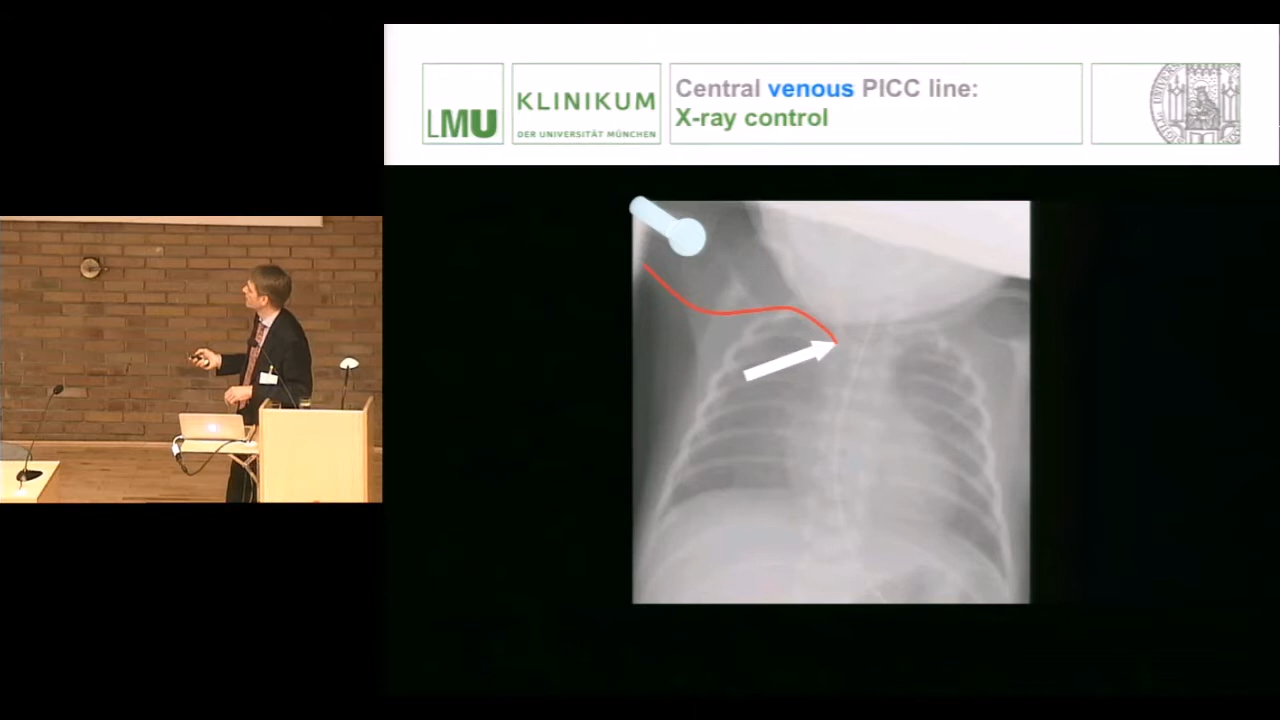 LMU
KLINIKUM
DER UNIVERSITÄT MÜNCHEN
Central venous PICC line:
X-ray control